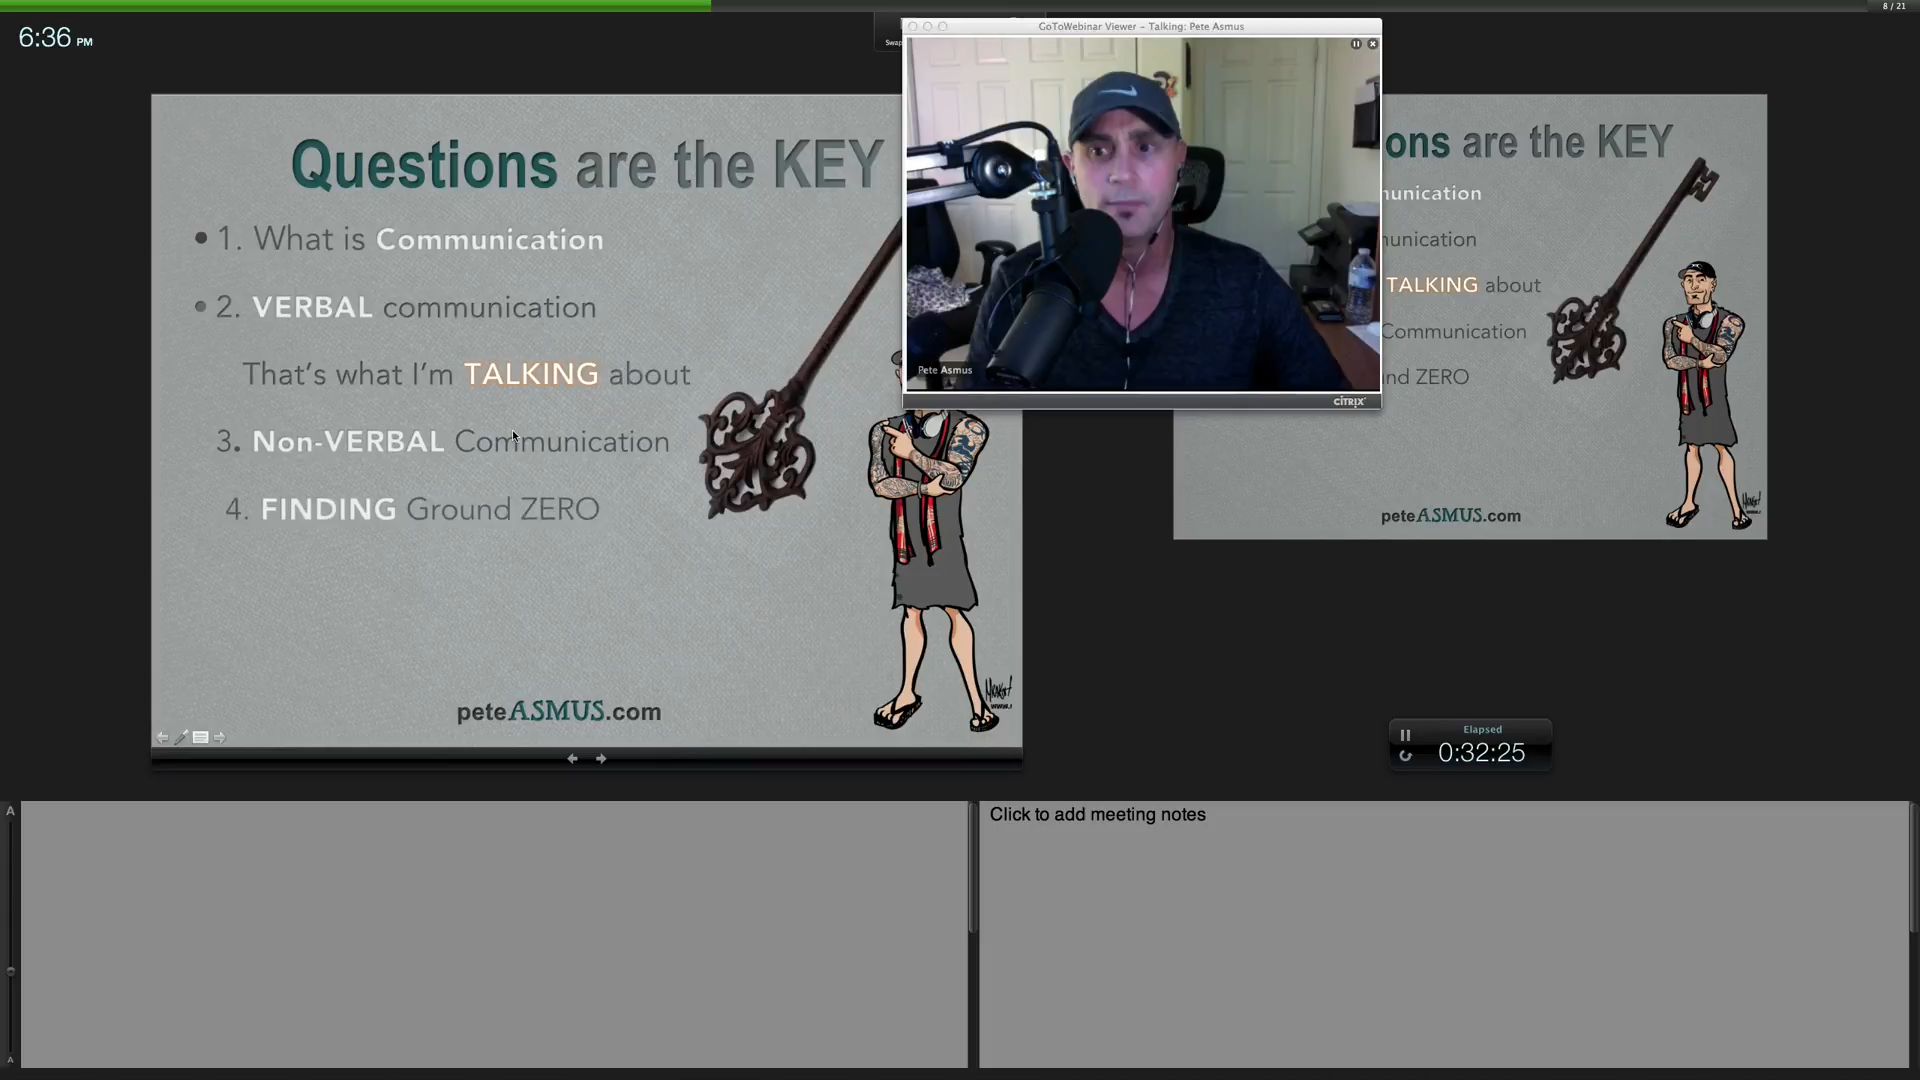 8 / 21
6:36 PM
Swap
GoToWebinar Viewer - Talking: Pete Asmus
Pete Asmus
CITRIX
Questions are the KEY
• 1. What is Communication
• 2. VERBAL communication
That's what I'm TALKING about
3. Non-VERBAL Communication
4. FINDING Ground ZERO
peteASMUS.com
ons are the KEY
unication
unication
TALKING about
Communication
nd ZERO
peteASMUS.com
Elapsed
0:32:25
A
A
Click to add meeting notes